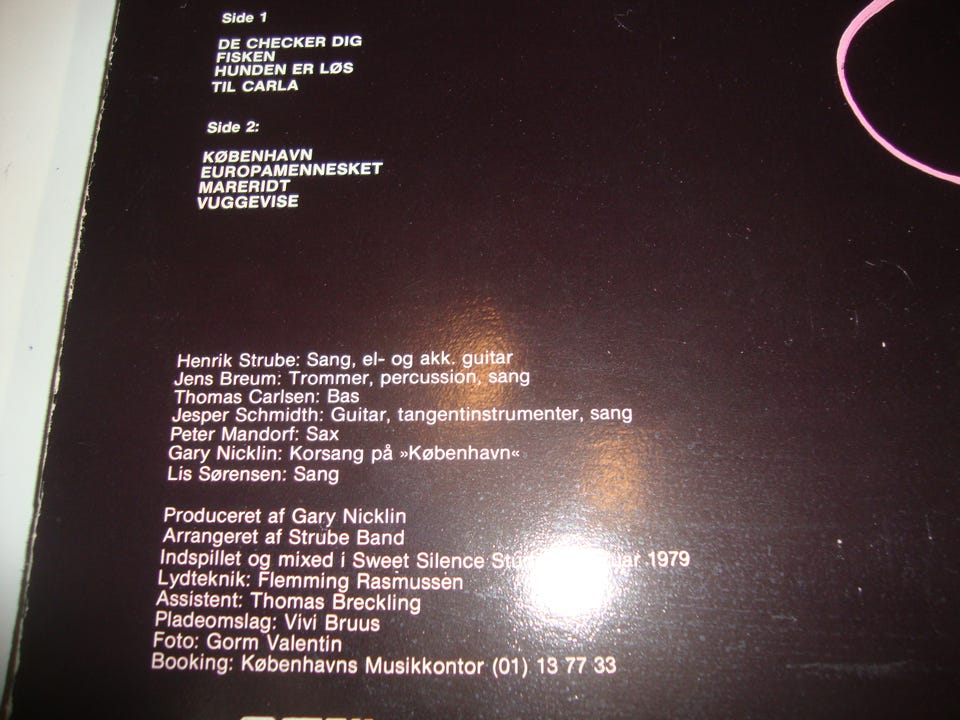 Side 1
DE CHECKER DIG
FISKEN
HUNDEN ER LØS
TIL CARLA
Side 2:
KØBENHAVN
EUROPAMENNESKET
MARERIDT
VUGGEVISE
Henrik Strube: Sang, el- og akk. guitar
Jens Breum: Trommer, percussion, sang
Thomas Carlsen: Bas
Jesper Schmidth: Guitar, tangentinstrumenter, sang
Peter Mandorf: Sax
Gary Nicklin: Korsang på »København«
Lis Sørensen: Sang
Produceret af Gary Nicklin
Arrangeret af Strube Band
Indspillet og mixed i Sweet Silence 1979
Lydteknik: Flemming Rasmussen
Assistent: Thomas Breckling
Pladeomslag: Vivi Bruus
Foto: Gorm Valentin
Booking: Københavns Musikkontor (01) 13 77 33